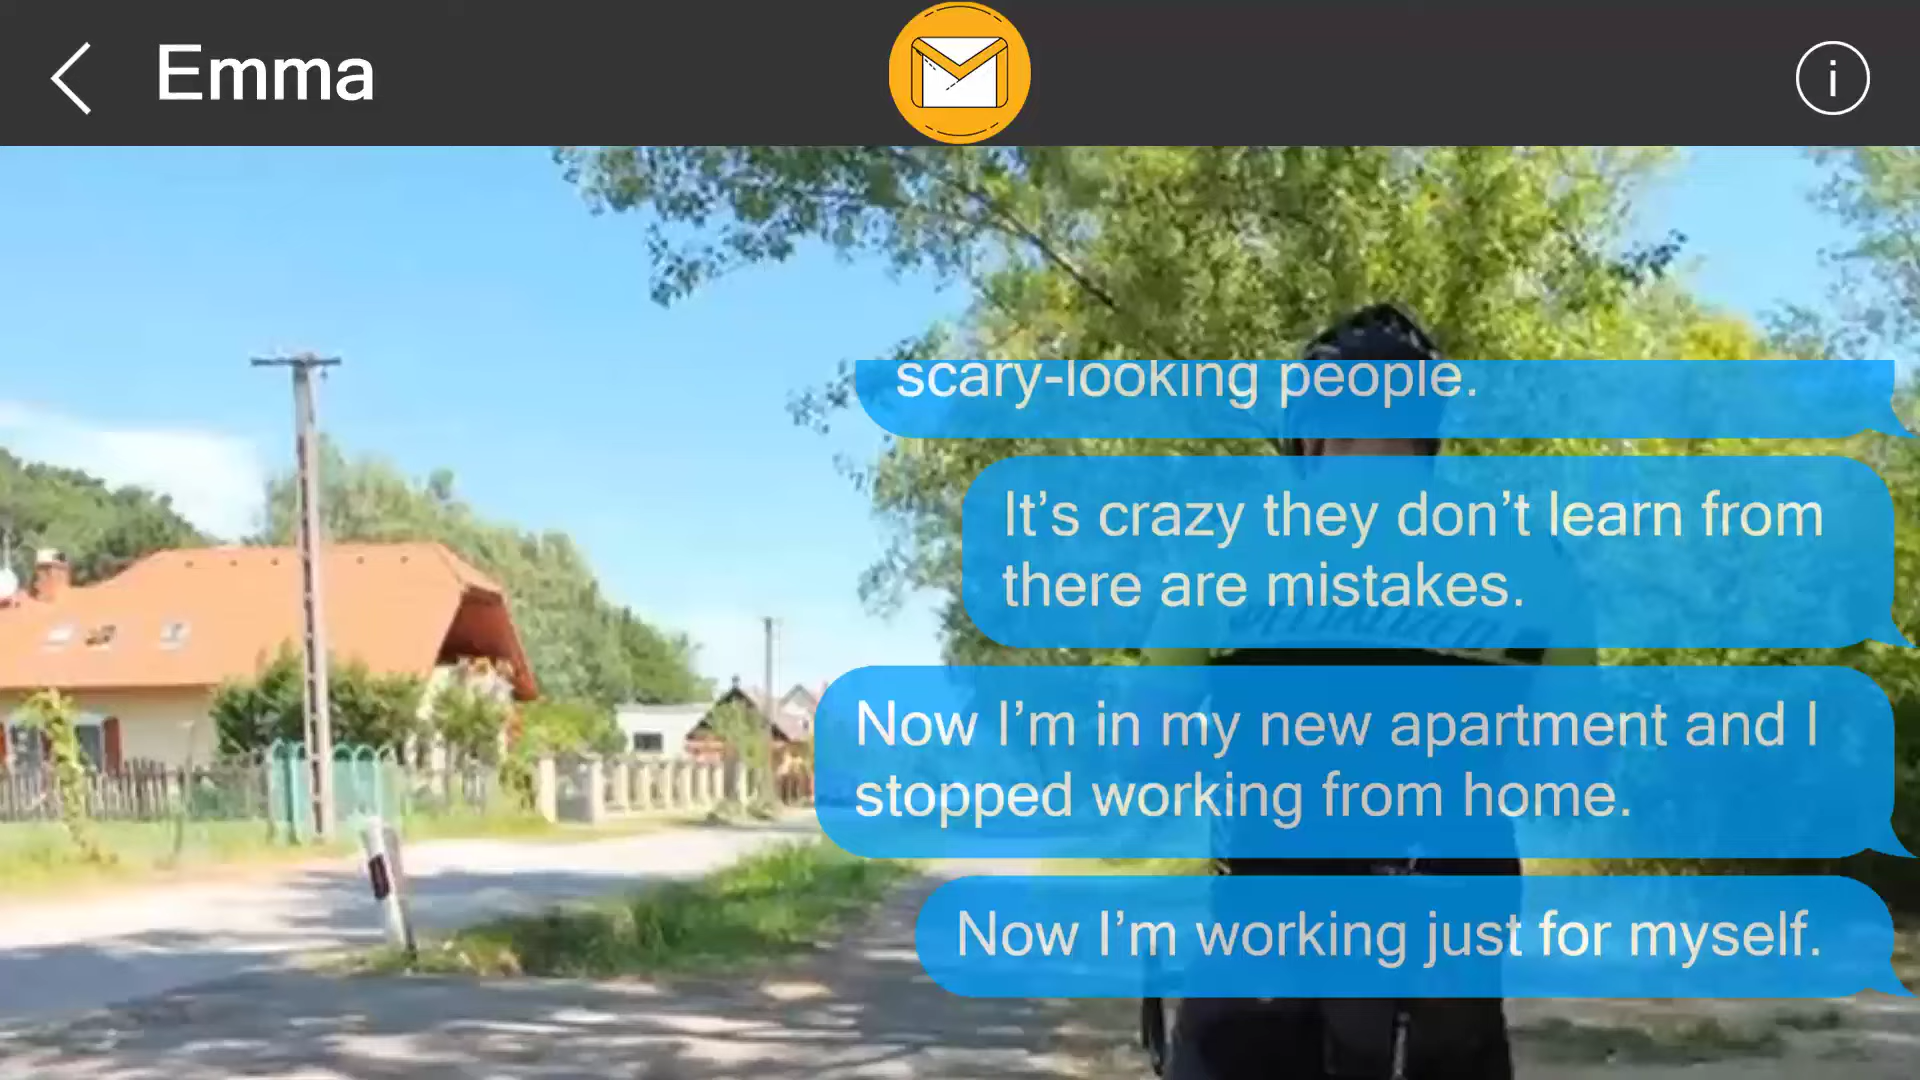 Emma
i
scary-looking people.
It’s crazy they don’t learn from
there are mistakes.
Now I’m in my new apartment and I
stopped working from home.
Now I’m working just for myself.